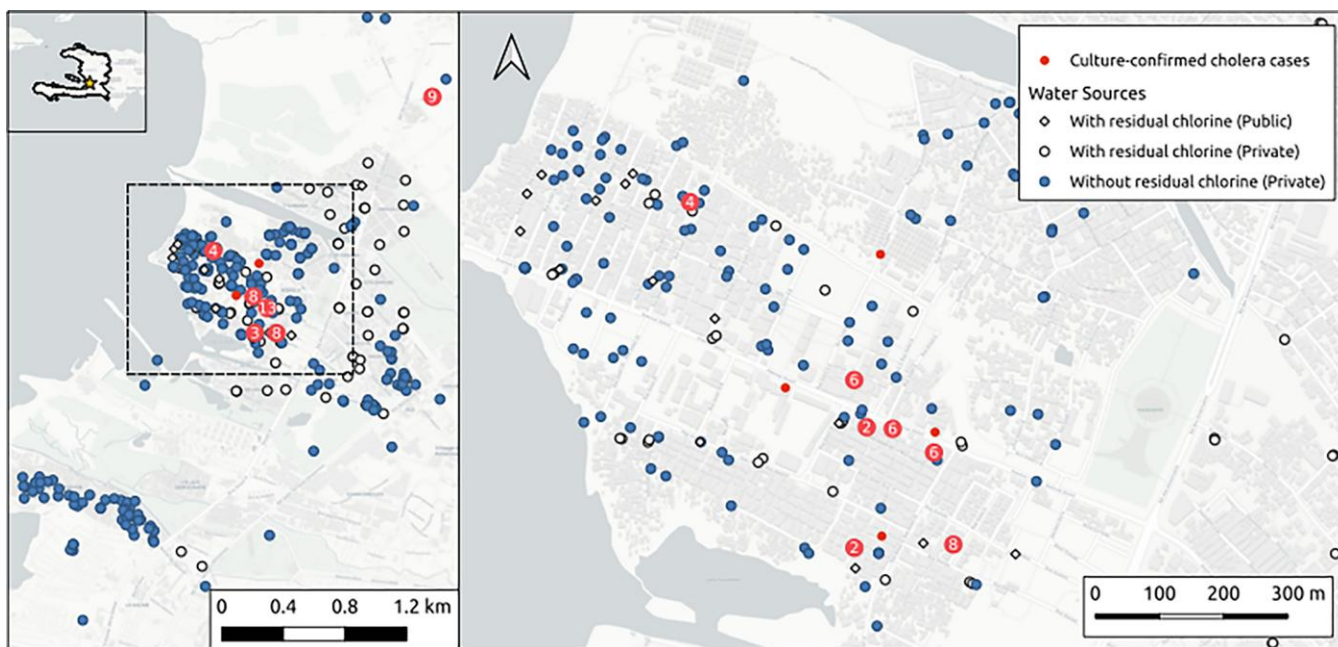 9
4
8
13
3
8
0 0.4 0.8 1.2 km
4
6
2
6
6
2
8
Culture-confirmed cholera cases
Water Sources
With residual chlorine (Public)
With residual chlorine (Private)
Without residual chlorine (Private)
0 100 200 300 m